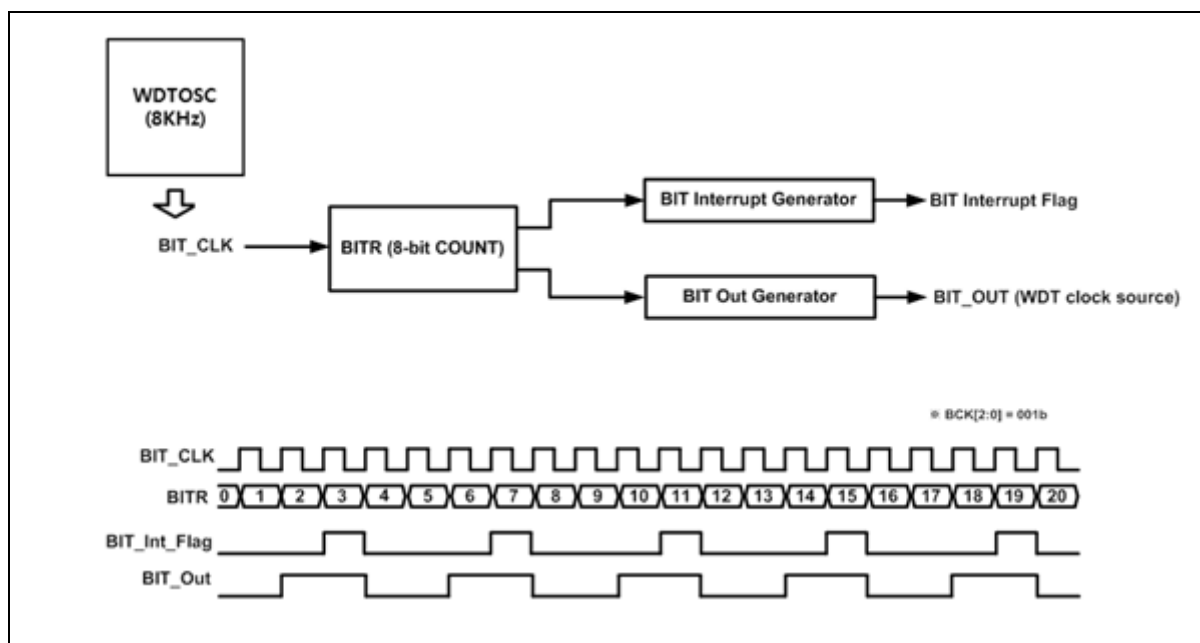 WDTOSC
(8KHz)
BIT_CLK
BITR (8-bit COUNT)
BIT Interrupt Generator
BIT Interrupt Flag
BIT Out Generator
BIT_OUT (WDT clock source)
※ BCK[2:0] = 001b
BIT_CLK
BITR 0 1 2 3 4 5 6 7 8 9 10 11 12 13 14 15 16 17 18 19 20
BIT_Int_Flag
BIT_Out